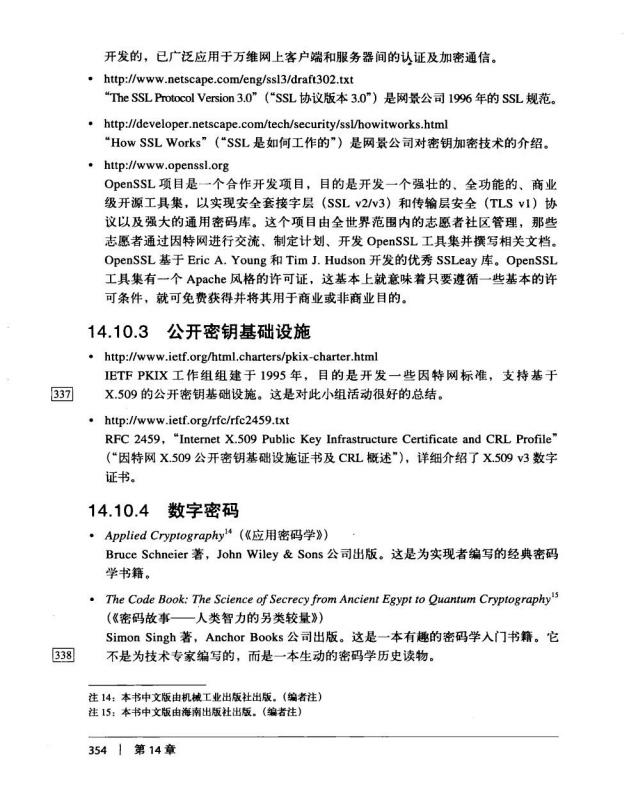 开发的，已广泛应用于万维网上客户端和服务器间的认证及加密通信。
• http://www.netscape.com/eng/ssl3/draft302.txt
“The SSL Protocol Version 3.0”（“SSL 协议版本 3.0”）是网景公司 1996 年的 SSL 规范。
• http://developer.netscape.com/tech/security/ssl/howitworks.html
“How SSL Works”（“SSL 是如何工作的”）是网景公司对密钥加密技术的介绍。
• http://www.openssl.org
OpenSSL 项目是一个合作开发项目，目的是开发一个强壮的、全功能的、商业
级开源工具集，以实现安全套接字层（SSL v2/v3）和传输层安全（TLS v1）协
议以及强大的通用密码库。这个项目由全世界范围内的志愿者社区管理，那些
志愿者通过因特网进行交流、制定计划、开发 OpenSSL 工具集并撰写相关文档。
OpenSSL 基于 Eric A. Young 和 Tim J. Hudson 开发的优秀 SSLeay 库。OpenSSL
工具集有一个 Apache 风格的许可证，这基本上就意味着只要遵循一些基本的许
可条件，就可免费获得并将其用于商业或非商业目的。
14.10.3 公开密钥基础设施
• http://www.ietf.org/html.charters/pkix-charter.html
IETF PKIX 工作组组建于 1995 年，目的是开发一些因特网标准，支持基于
337 X.509 的公开密钥基础设施。这是对此小组活动很好的总结。
• http://www.ietf.org/rfc/rfc2459.txt
RFC 2459，“Internet X.509 Public Key Infrastructure Certificate and CRL Profile”
（“因特网 X.509 公开密钥基础设施证书及 CRL 概述”），详细介绍了 X.509 v3 数字
证书。
14.10.4 数字密码
• Applied Cryptography¹⁴（《应用密码学》）
Bruce Schneier 著，John Wiley & Sons 公司出版。这是为实现者编写的经典密码
学书籍。
• The Code Book: The Science of Secrecy from Ancient Egypt to Quantum Cryptography¹⁵
（《密码故事——人类智力的另类较量》）
Simon Singh 著，Anchor Books 公司出版。这是一本有趣的密码学入门书籍。它
338 不是为技术专家编写的，而是一本生动的密码学历史读物。
注 14：本书中文版由机械工业出版社出版。（编者注）
注 15：本书中文版由海南出版社出版。（编者注）
354 | 第 14 章